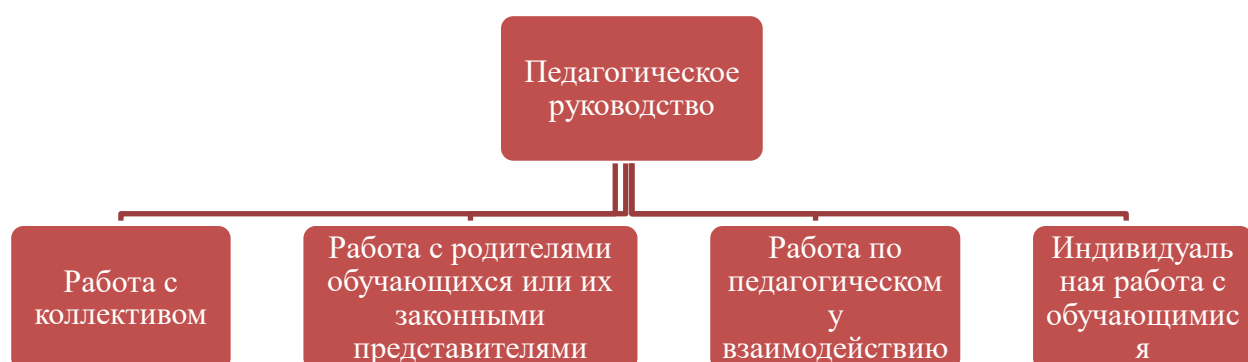 Педагогическое
руководство
Работа с
коллективом
Работа с родителями
обучающихся или их
законными
представителями
Работа по
педагогическом
у
взаимодействию
Индивидуаль
ная работа с
обучающимис
я